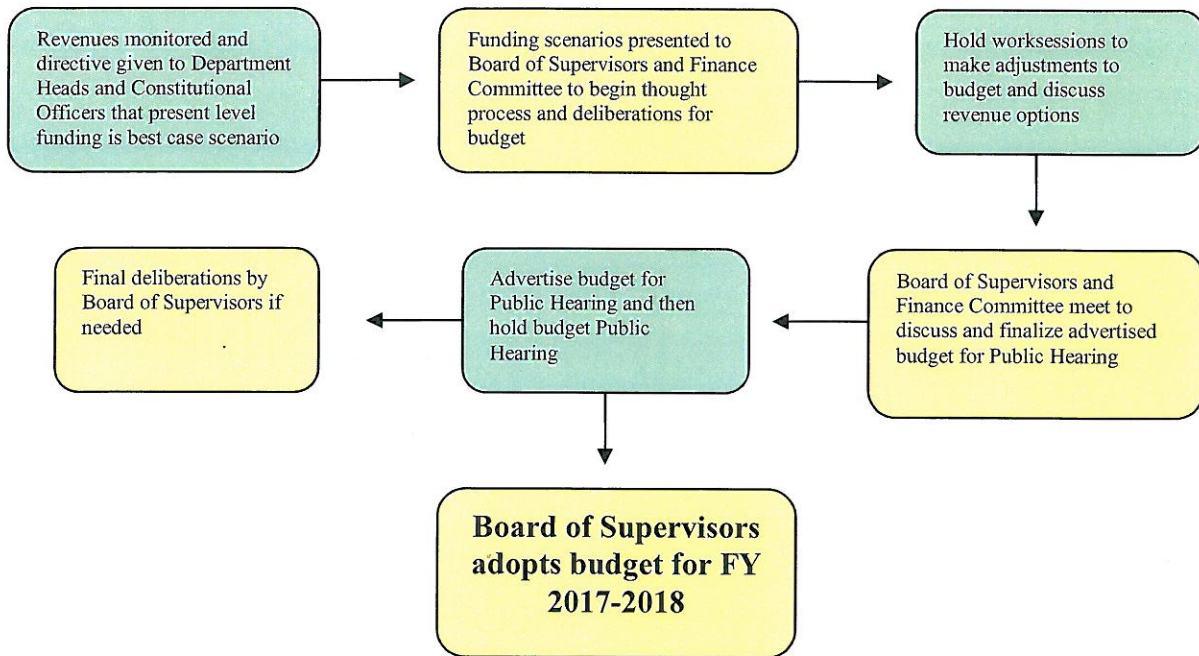 Revenues monitored and
directive given to Department
Heads and Constitutional
Officers that present level
funding is best case scenario
Funding scenarios presented to
Board of Supervisors and Finance
Committee to begin thought
process and deliberations for
budget
Hold worksessions to
make adjustments to
budget and discuss
revenue options
Board of Supervisors and
Finance Committee meet to
discuss and finalize advertised
budget for Public Hearing
Advertise budget for
Public Hearing and then
hold budget Public
Hearing
Final deliberations by
Board of Supervisors if
needed
Board of Supervisors
adopts budget for FY
2017-2018